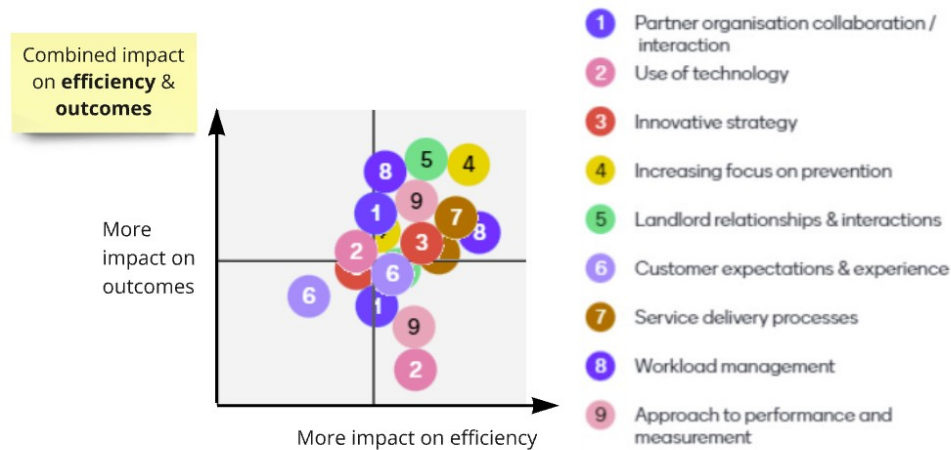 Combined impact
on efficiency &
outcomes
More
impact on
outcomes
More impact on efficiency
5
4
8
9
1
7
8
3
2
6
6
1
9
2
1 Partner organisation collaboration /
interaction
2 Use of technology
3 Innovative strategy
4 Increasing focus on prevention
5 Landlord relationships & interactions
6 Customer expectations & experience
7 Service delivery processes
8 Workload management
9 Approach to performance and
measurement